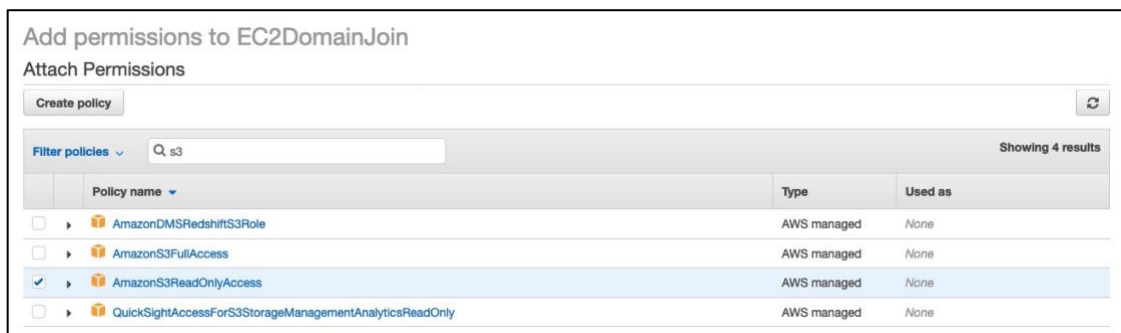 Add permissions to EC2DomainJoin
Attach Permissions
Create policy
Filter policies s3 Showing 4 results
Policy name Type Used as
AmazonDMSRedshiftS3Role AWS managed None
AmazonS3FullAccess AWS managed None
AmazonS3ReadOnlyAccess AWS managed None
QuickSightAccessForS3StorageManagementAnalyticsReadOnly AWS managed None